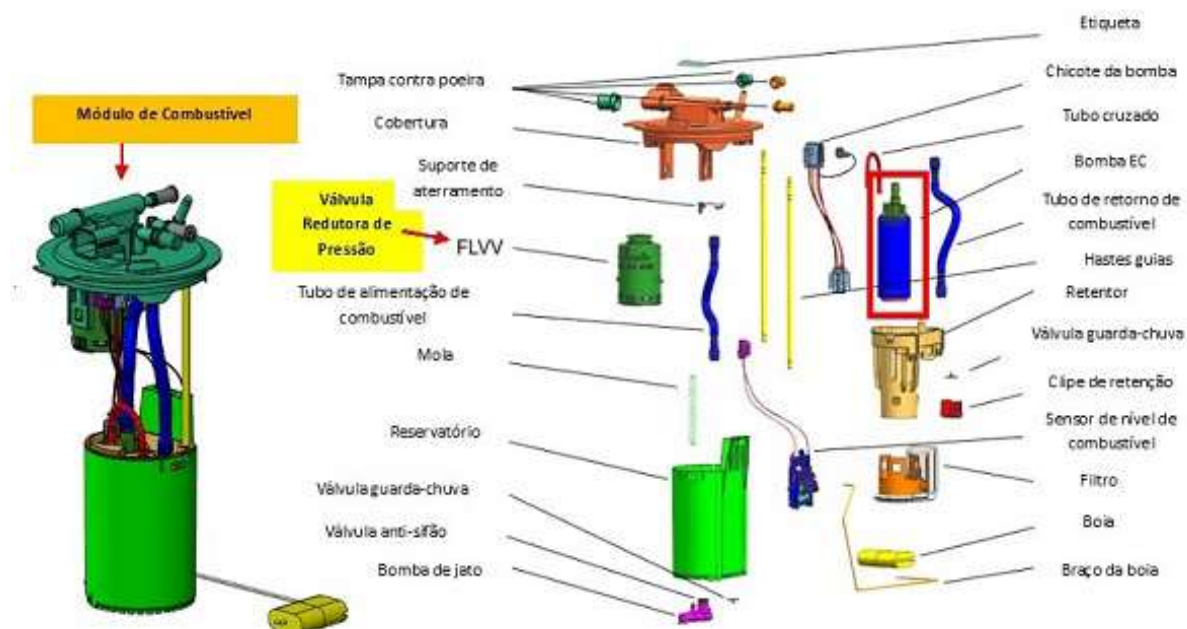 Módulo de Combustível
Tampa contra poeira
Cobertura
Suporte de
aterramento
Válvula
Redutora de
Pressão
FLVV
Tubo de alimentação de
combustível
Mola
Reservatório
Válvula guarda-chuva
Válvula anti-sifão
Bomba de jato
Etiqueta
Chicote da bomba
Tubo cruzado
Bomba EC
Tubo de retorno de
combustível
Hastes guias
Retentor
Válvula guarda-chuva
Clipe de retenção
Sensor de nível de
combustível
Filtro
Boia
Braço da boia